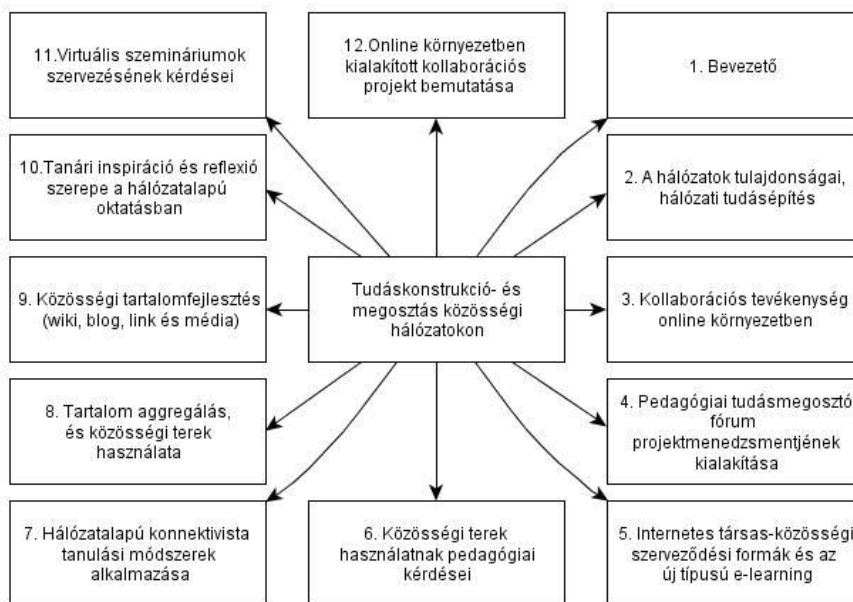 11.Virtuális szemináriumok
szervezésének kérdései
12.Online környezetben
kialakított kollaborációs
projekt bemutatása
1. Bevezető
10.Tanári inspiráció és reflexió
szerepe a hálózatalapú
oktatásban
2. A hálózatok tulajdonságai,
hálózati tudásépítés
9. Közösségi tartalomfejlesztés
(wiki, blog, link és média)
Tudáskonstrukció- és
megosztás közösségi
hálózatokon
3. Kollaborációs tevékenység
online környezetben
8. Tartalom aggregálás,
és közösségi terek
használata
4. Pedagógiai tudásmegosztó
fórum
projektmenedzsmentjének
kialakítása
7. Hálózatalapú konnektivista
tanulási módszerek
alkalmazása
6. Közösségi terek
használatnak pedagógiai
kérdései
5. Internetes társas-közösségi
szerveződési formák és az
új típusú e-learning